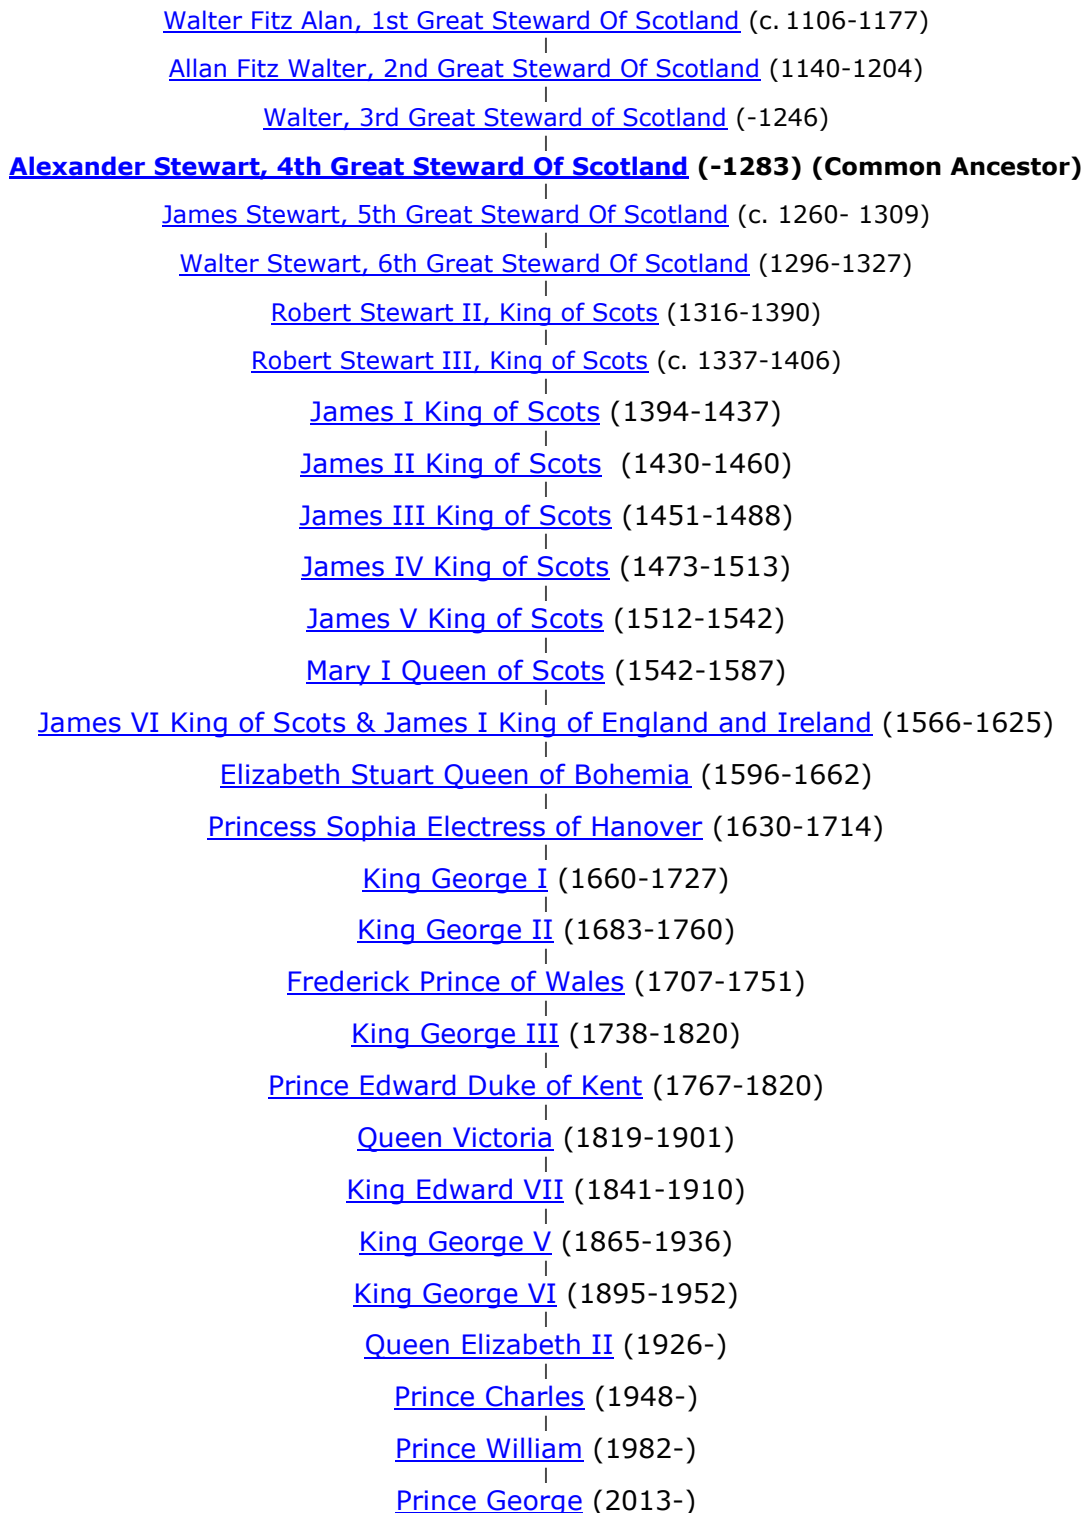 Walter Fitz Alan, 1st Great Steward Of Scotland (c. 1106-1177)
|
Allan Fitz Walter, 2nd Great Steward Of Scotland (1140-1204)
|
Walter, 3rd Great Steward of Scotland (-1246)
|
Alexander Stewart, 4th Great Steward Of Scotland (-1283) (Common Ancestor)
|
James Stewart, 5th Great Steward Of Scotland (c. 1260- 1309)
|
Walter Stewart, 6th Great Steward Of Scotland (1296-1327)
|
Robert Stewart II, King of Scots (1316-1390)
|
Robert Stewart III, King of Scots (c. 1337-1406)
|
James I King of Scots (1394-1437)
|
James II King of Scots  (1430-1460)
|
James III King of Scots (1451-1488)
|
James IV King of Scots (1473-1513)
|
James V King of Scots (1512-1542)
|
Mary I Queen of Scots (1542-1587)
|
James VI King of Scots & James I King of England and Ireland (1566-1625)
|
Elizabeth Stuart Queen of Bohemia (1596-1662)
|
Princess Sophia Electress of Hanover (1630-1714)
|
King George I (1660-1727)
|
King George II (1683-1760)
|
Frederick Prince of Wales (1707-1751)
|
King George III (1738-1820)
|
Prince Edward Duke of Kent (1767-1820)
|
Queen Victoria (1819-1901)
|
King Edward VII (1841-1910)
|
King George V (1865-1936)
|
King George VI (1895-1952)
|
Queen Elizabeth II (1926-)
|
Prince Charles (1948-)
|
Prince William (1982-)
|
Prince George (2013-)